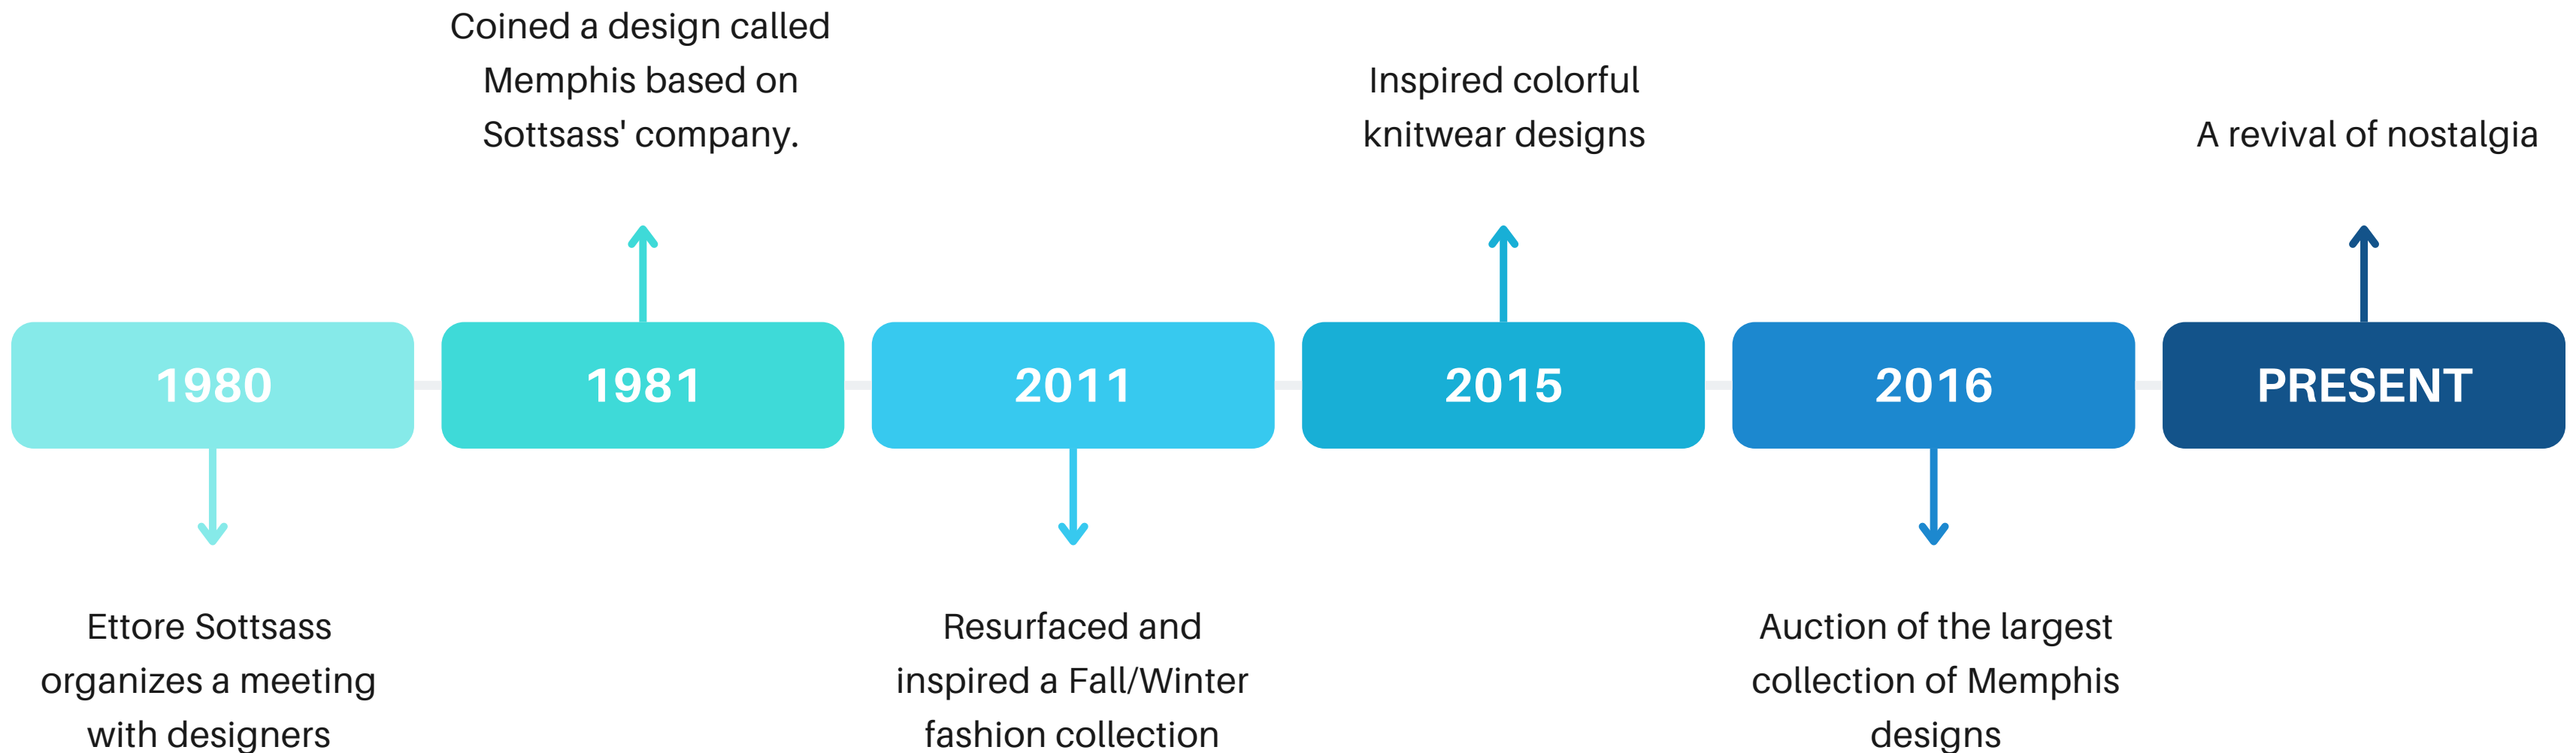 Coined a design called
Memphis based on
Sottsass' company.
Inspired colorful
knitwear designs
A revival of nostalgia
1980
1981
2011
2015
2016
PRESENT
Ettore Sottsass
organizes a meeting
with designers
Resurfaced and
inspired a Fall/Winter
fashion collection
Auction of the largest
collection of Memphis
designs